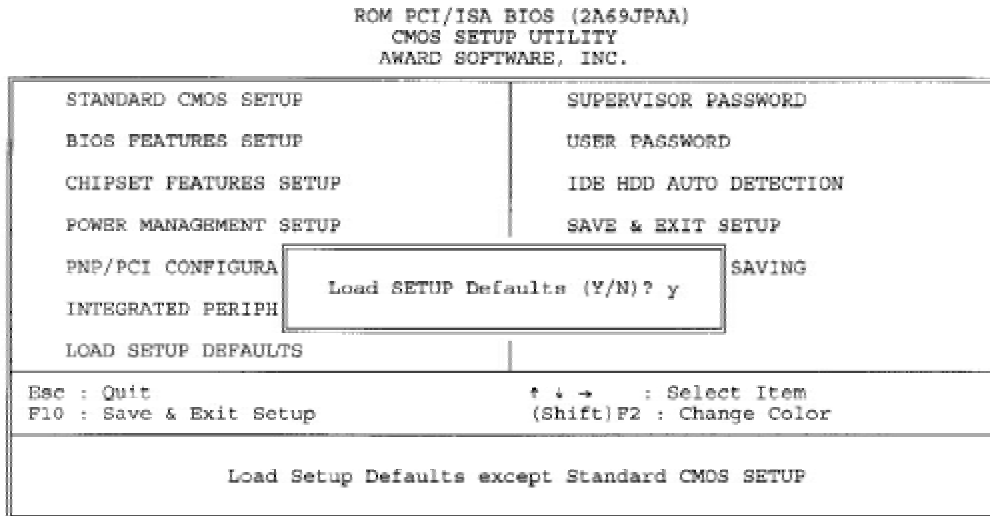 ROM PCI/ISA BIOS (2A69JPAA)
CMOS SETUP UTILITY
AWARD SOFTWARE, INC.
STANDARD CMOS SETUP
BIOS FEATURES SETUP
CHIPSET FEATURES SETUP
POWER MANAGEMENT SETUP
PNP/PCI CONFIGURA
INTEGRATED PERIPH
LOAD SETUP DEFAULTS
SUPERVISOR PASSWORD
USER PASSWORD
IDE HDD AUTO DETECTION
SAVE & EXIT SETUP
SAVING
Load SETUP Defaults (Y/N)? y
Esc : Quit
F10 : Save & Exit Setup
↑ ↓ → : Select Item
(Shift)F2 : Change Color
Load Setup Defaults except Standard CMOS SETUP